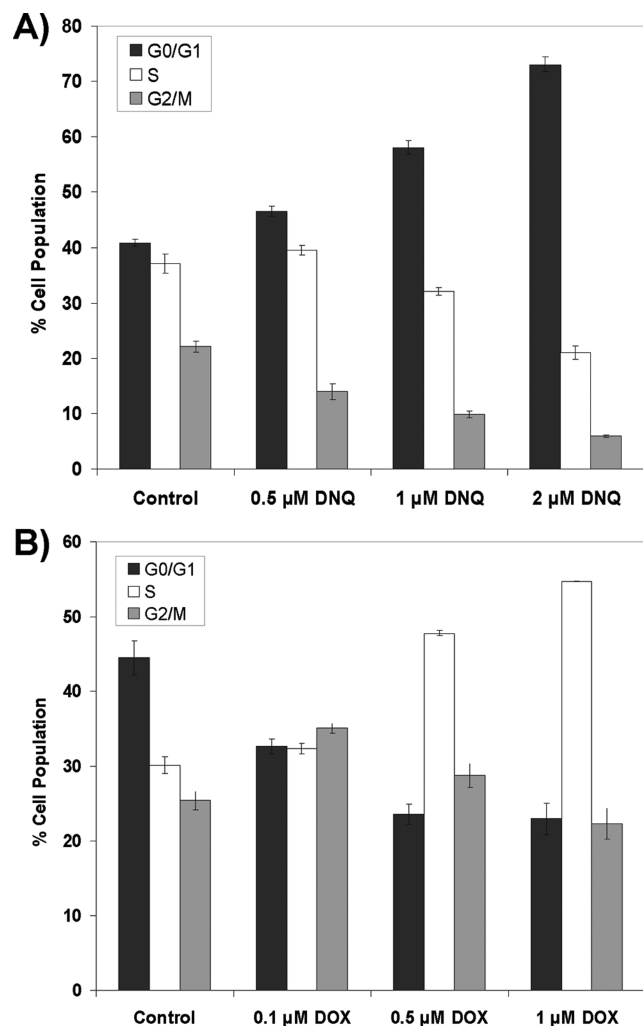 A)
G0/G1
S
G2/M
80
70
60
50
40
30
20
10
0
% Cell Population
Control 0.5 µM DNQ 1 µM DNQ 2 µM DNQ
B)
G0/G1
S
G2/M
60
50
40
30
20
10
0
% Cell Population
Control 0.1 µM DOX 0.5 µM DOX 1 µM DOX